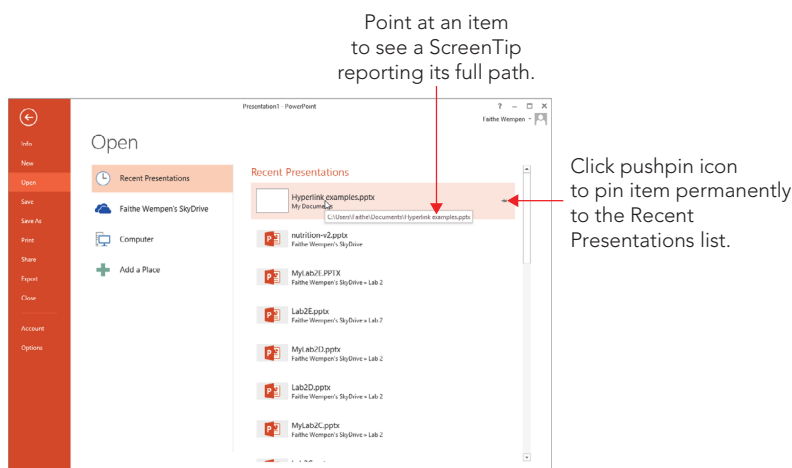 Point at an item
to see a ScreenTip
reporting its full path.
Presentation1 - PowerPoint
?
Faithe Wempen
Info
New
Open
Save
Save As
Print
Share
Export
Close
Account
Options
Open
Recent Presentations
Faithe Wempen's SkyDrive
Computer
Add a Place
Recent Presentations
Hyperlink examples.pptx
My Documents
C:\Users\Faithe\Documents\Hyperlink examples.pptx
nutrition-v2.pptx
Faithe Wempen's SkyDrive
MyLab2E.PPTX
Faithe Wempen's SkyDrive » Lab 2
Lab2E.pptx
Faithe Wempen's SkyDrive » Lab 2
MyLab2D.pptx
Faithe Wempen's SkyDrive » Lab 2
Lab2D.pptx
Faithe Wempen's SkyDrive » Lab 2
MyLab2C.pptx
Faithe Wempen's SkyDrive » Lab 2
Click pushpin icon
to pin item permanently
to the Recent
Presentations list.